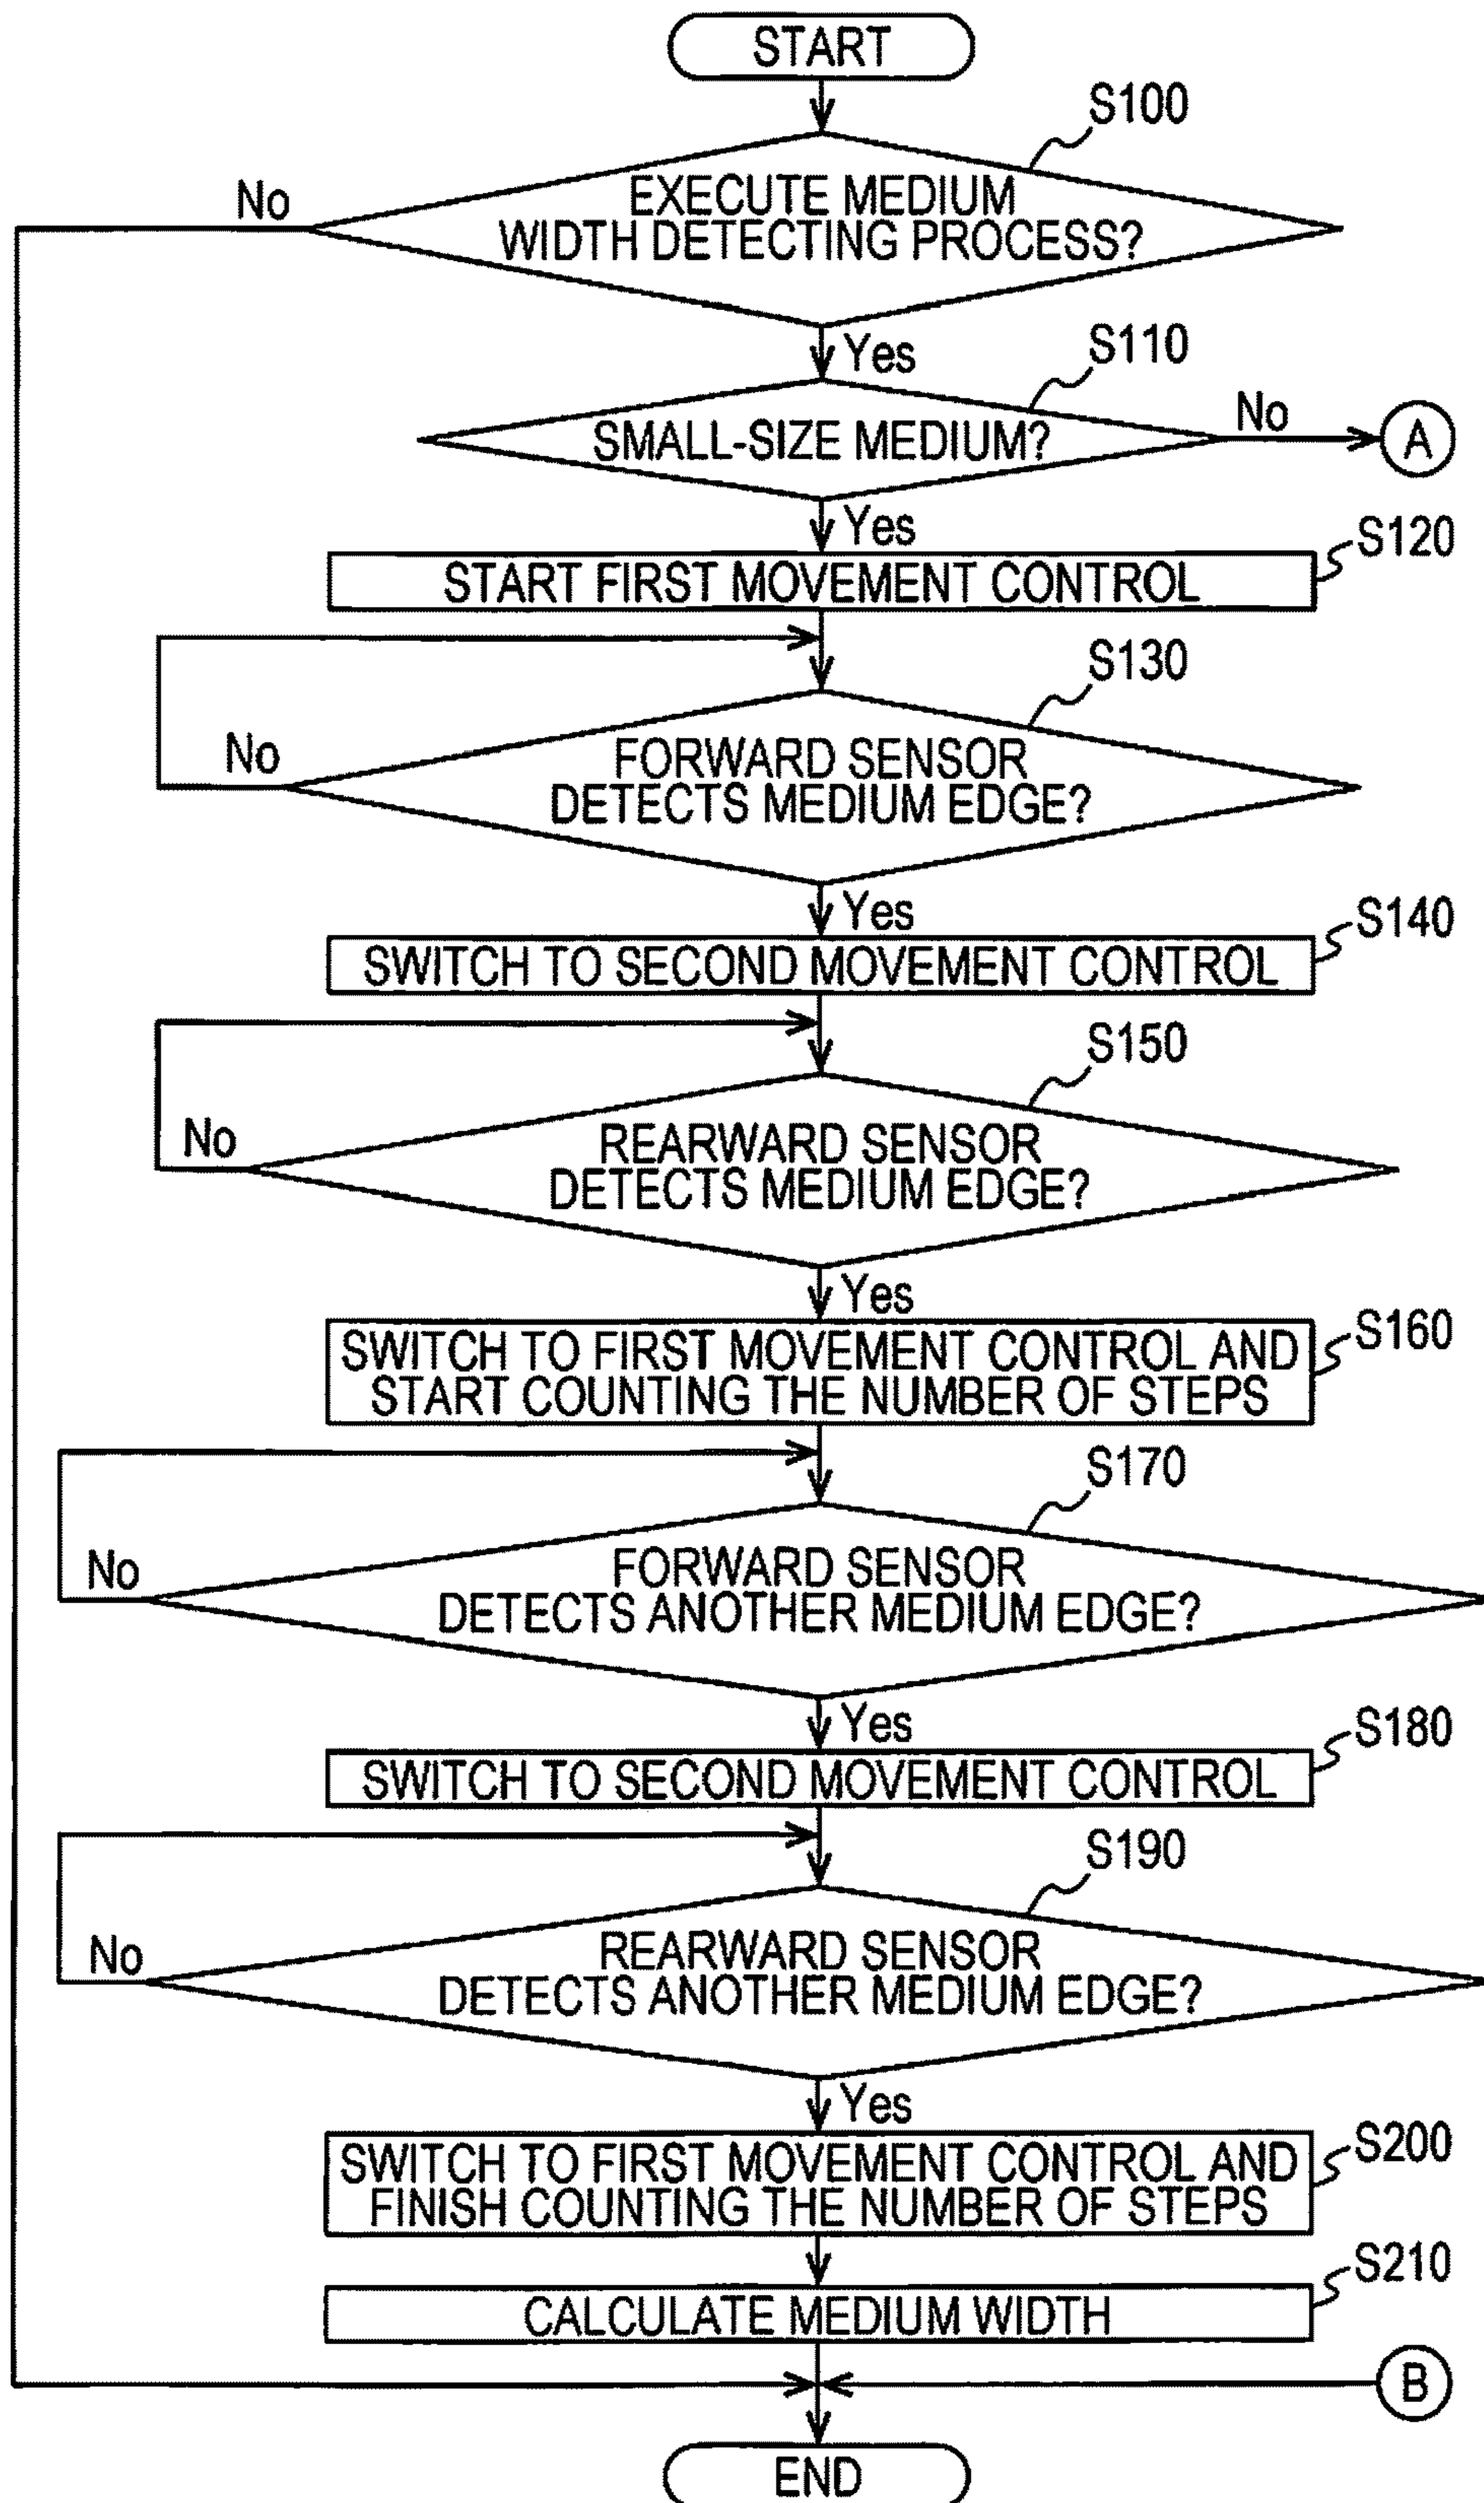 START
S100
No
EXECUTE MEDIUM
WIDTH DETECTING PROCESS?
Yes
S110
SMALL-SIZE MEDIUM?
No
A
Yes
S120
START FIRST MOVEMENT CONTROL
S130
No
FORWARD SENSOR
DETECTS MEDIUM EDGE?
Yes
S140
SWITCH TO SECOND MOVEMENT CONTROL
S150
No
REARWARD SENSOR
DETECTS MEDIUM EDGE?
Yes
S160
SWITCH TO FIRST MOVEMENT CONTROL AND
START COUNTING THE NUMBER OF STEPS
S170
No
FORWARD SENSOR
DETECTS ANOTHER MEDIUM EDGE?
Yes
S180
SWITCH TO SECOND MOVEMENT CONTROL
S190
No
REARWARD SENSOR
DETECTS ANOTHER MEDIUM EDGE?
Yes
S200
SWITCH TO FIRST MOVEMENT CONTROL AND
FINISH COUNTING THE NUMBER OF STEPS
S210
CALCULATE MEDIUM WIDTH
B
END